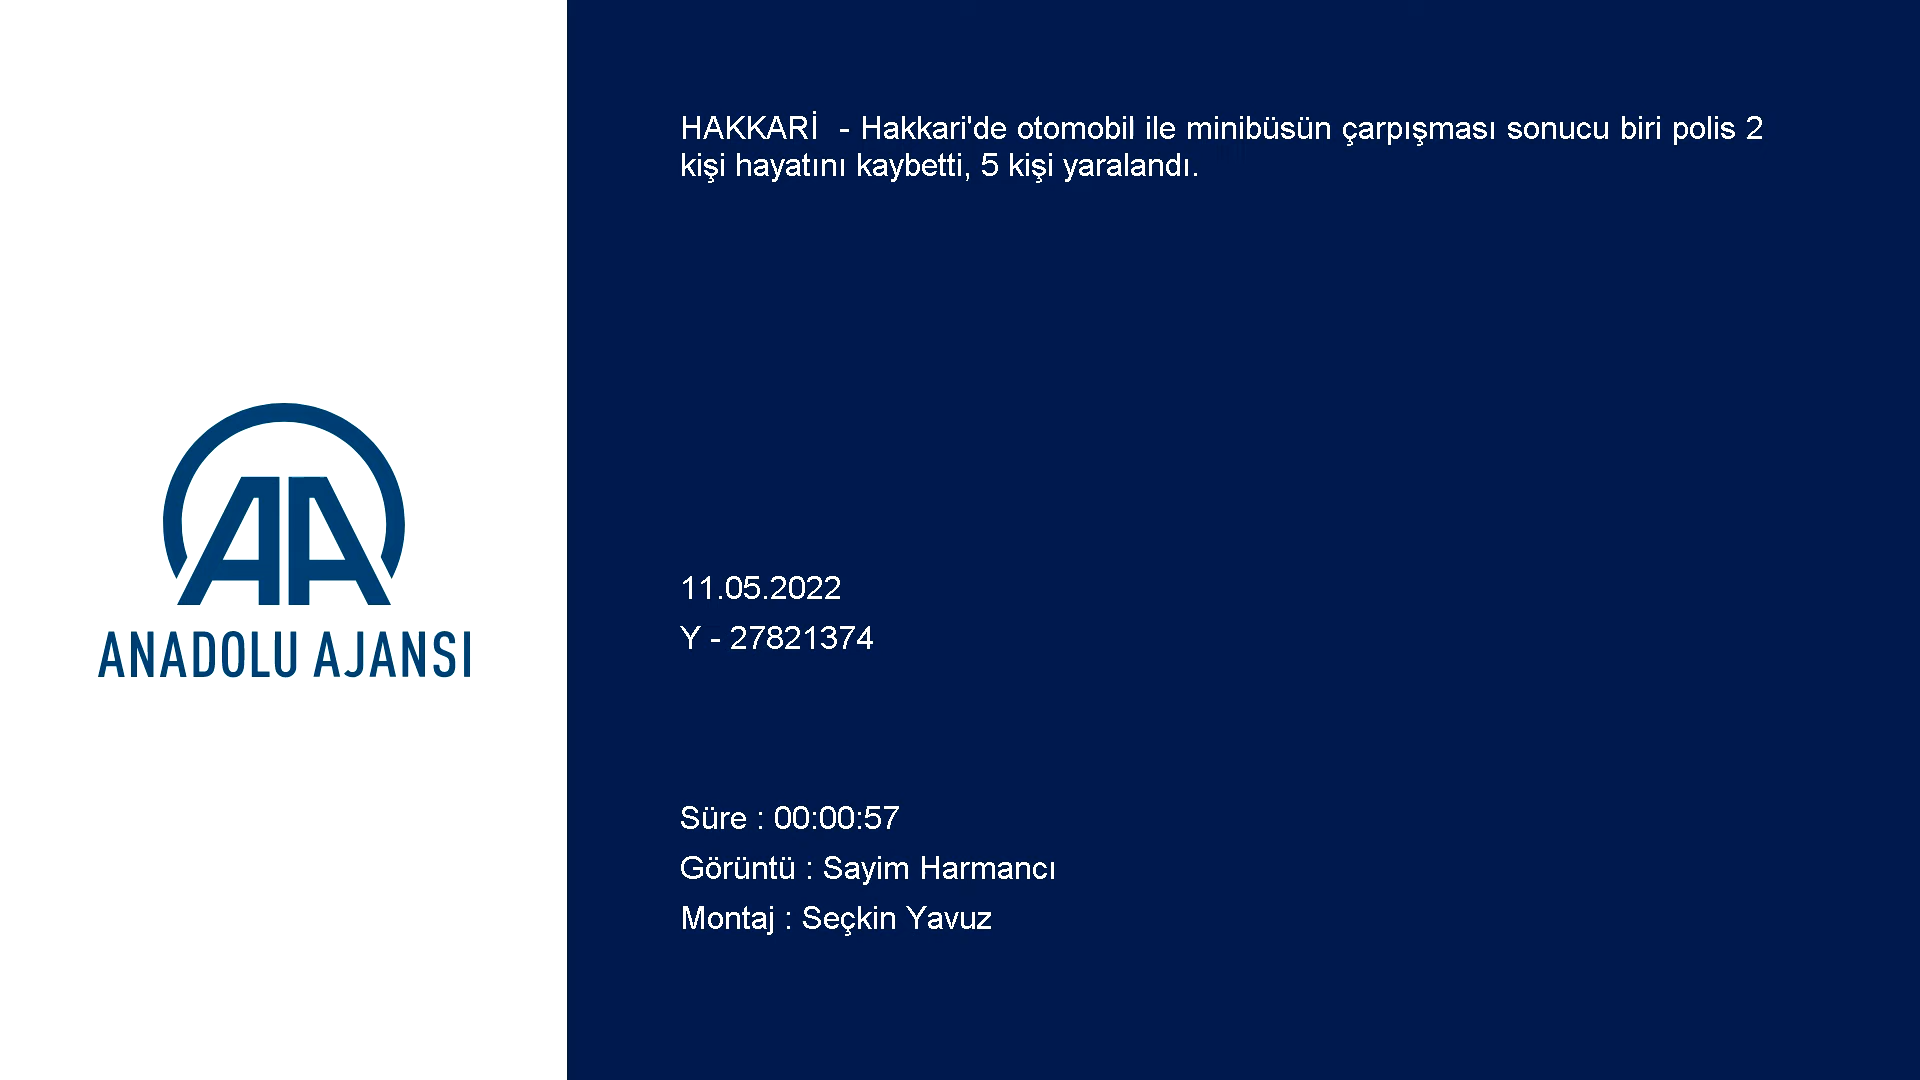 HAKKARİ  - Hakkari'de otomobil ile minibüsün çarpışması sonucu biri polis 2
kişi hayatını kaybetti, 5 kişi yaralandı.
AA
ANADOLU AJANSI
11.05.2022
Y - 27821374
Süre : 00:00:57
Görüntü : Sayim Harmancı
Montaj : Seçkin Yavuz